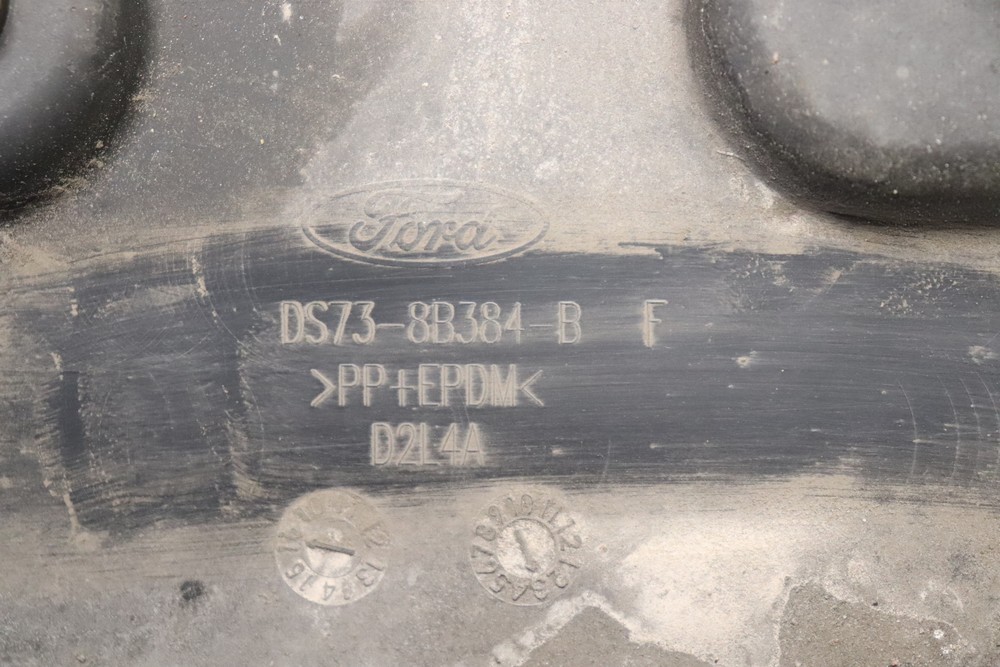 Ford
DS73-8B384-B F
>PP+EPDM<
D2L4A